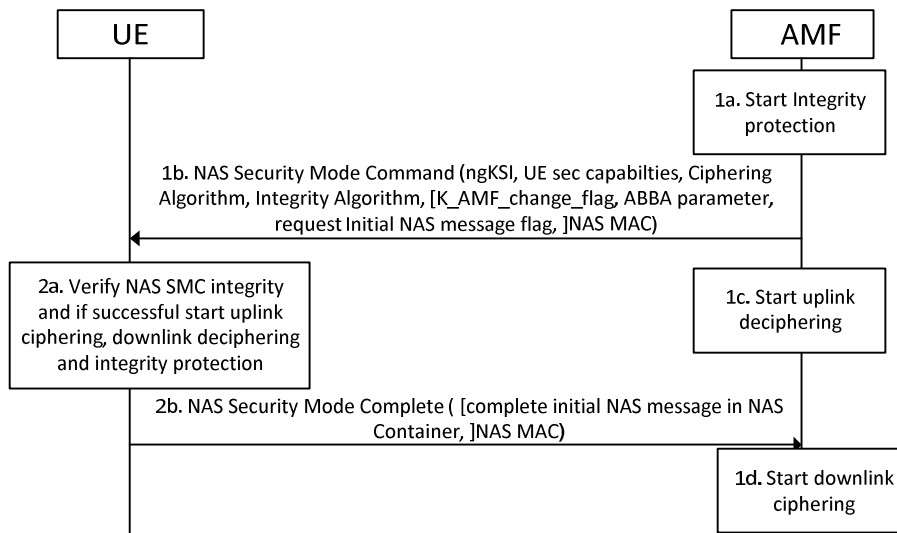 UE
AMF
1a. Start Integrity
protection
1b. NAS Security Mode Command (ngKSI, UE sec capabilties, Ciphering
Algorithm, Integrity Algorithm, [K_AMF_change_flag, ABBA parameter,
request Initial NAS message flag, ]NAS MAC)
2a. Verify NAS SMC integrity
and if successful start uplink
ciphering, downlink deciphering
and integrity protection
1c. Start uplink
deciphering
2b. NAS Security Mode Complete ( [complete initial NAS message in NAS
Container, ]NAS MAC)
1d. Start downlink
ciphering